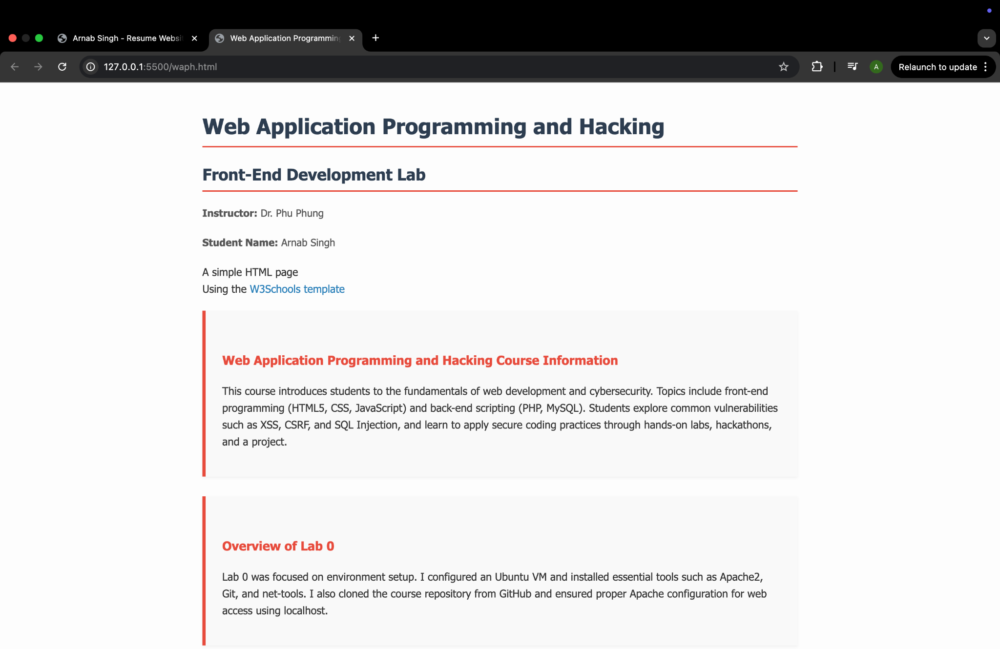 Arnab Singh - Resume Websi
Web Application Programming
127.0.0.1:5500/waph.html
A
Relaunch to update
Web Application Programming and Hacking
Front-End Development Lab
Instructor: Dr. Phu Phung
Student Name: Arnab Singh
A simple HTML page
Using the W3Schools template
Web Application Programming and Hacking Course Information
This course introduces students to the fundamentals of web development and cybersecurity. Topics include front-end
programming (HTML5, CSS, JavaScript) and back-end scripting (PHP, MySQL). Students explore common vulnerabilities
such as XSS, CSRF, and SQL Injection, and learn to apply secure coding practices through hands-on labs, hackathons,
and a project.
Overview of Lab 0
Lab 0 was focused on environment setup. I configured an Ubuntu VM and installed essential tools such as Apache2,
Git, and net-tools. I also cloned the course repository from GitHub and ensured proper Apache configuration for web
access using localhost.